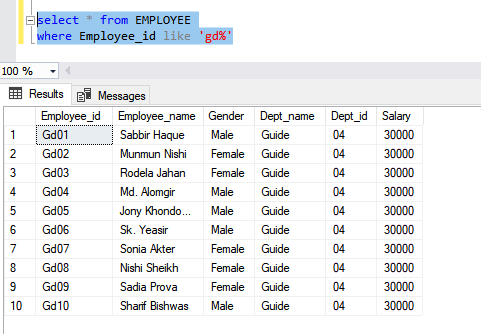 select * from EMPLOYEE
where Employee_id like 'gd%'
100 %
Results Messages
Employee_id Employee_name Gender Dept_name Dept_id Salary
1 Gd01 Sabbir Haque Male Guide 04 30000
2 Gd02 Munmun Nishi Female Guide 04 30000
3 Gd03 Rodela Jahan Female Guide 04 30000
4 Gd04 Md. Alomgir Male Guide 04 30000
5 Gd05 Jony Khondo... Male Guide 04 30000
6 Gd06 Sk. Yeasir Male Guide 04 30000
7 Gd07 Sonia Akter Female Guide 04 30000
8 Gd08 Nishi Sheikh Female Guide 04 30000
9 Gd09 Sadia Prova Female Guide 04 30000
10 Gd10 Sharif Bishwas Male Guide 04 30000